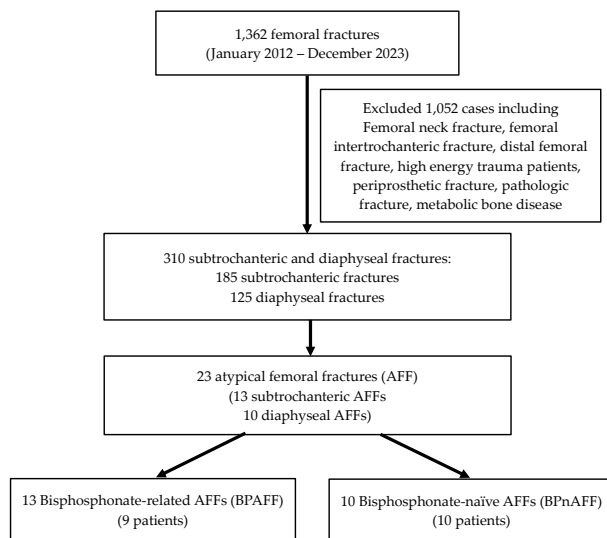 1,362 femoral fractures
(January 2012 – December 2023)
Excluded 1,052 cases including
Femoral neck fracture, femoral
intertrochanteric fracture, distal femoral
fracture, high energy trauma patients,
periprosthetic fracture, pathologic
fracture, metabolic bone disease
310 subtrochanteric and diaphyseal fractures:
185 subtrochanteric fractures
125 diaphyseal fractures
23 atypical femoral fractures (AFF)
(13 subtrochanteric AFFs
10 diaphyseal AFFs)
13 Bisphosphonate-related AFFs (BPAFF)
(9 patients)
10 Bisphosphonate-naïve AFFs (BPnAFF)
(10 patients)